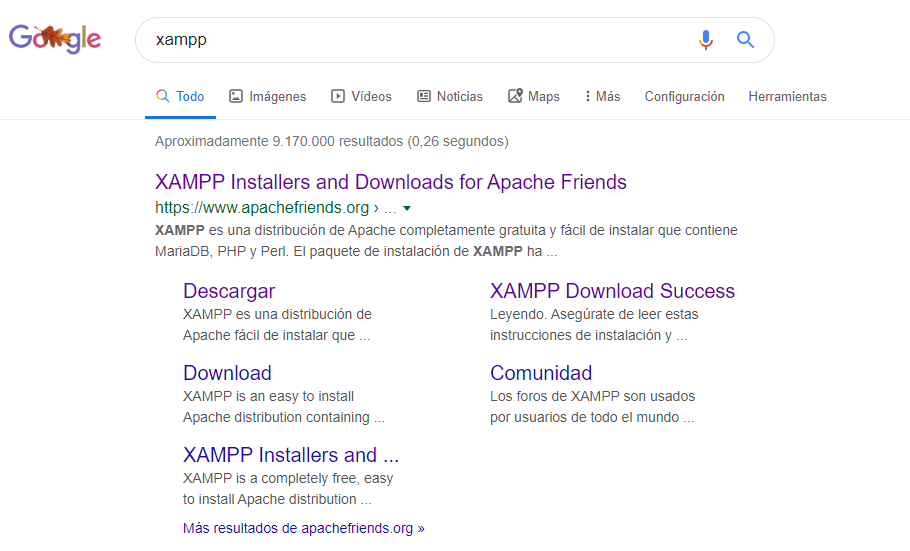 Google
xampp
Todo Imágenes Vídeos Noticias Maps Más Configuración Herramientas
Aproximadamente 9.170.000 resultados (0,26 segundos)
XAMPP Installers and Downloads for Apache Friends
https://www.apachefriends.org › ...
XAMPP es una distribución de Apache completamente gratuita y fácil de instalar que contiene
MariaDB, PHP y Perl. El paquete de instalación de XAMPP ha ...
Descargar
XAMPP es una distribución de
Apache fácil de instalar que ...
XAMPP Download Success
Leyendo. Asegúrate de leer estas
instrucciones de instalación y ...
Download
XAMPP is an easy to install
Apache distribution containing ...
Comunidad
Los foros de XAMPP son usados
por usuarios de todo el mundo ...
XAMPP Installers and ...
XAMPP is a completely free, easy
to install Apache distribution ...
Más resultados de apachefriends.org »